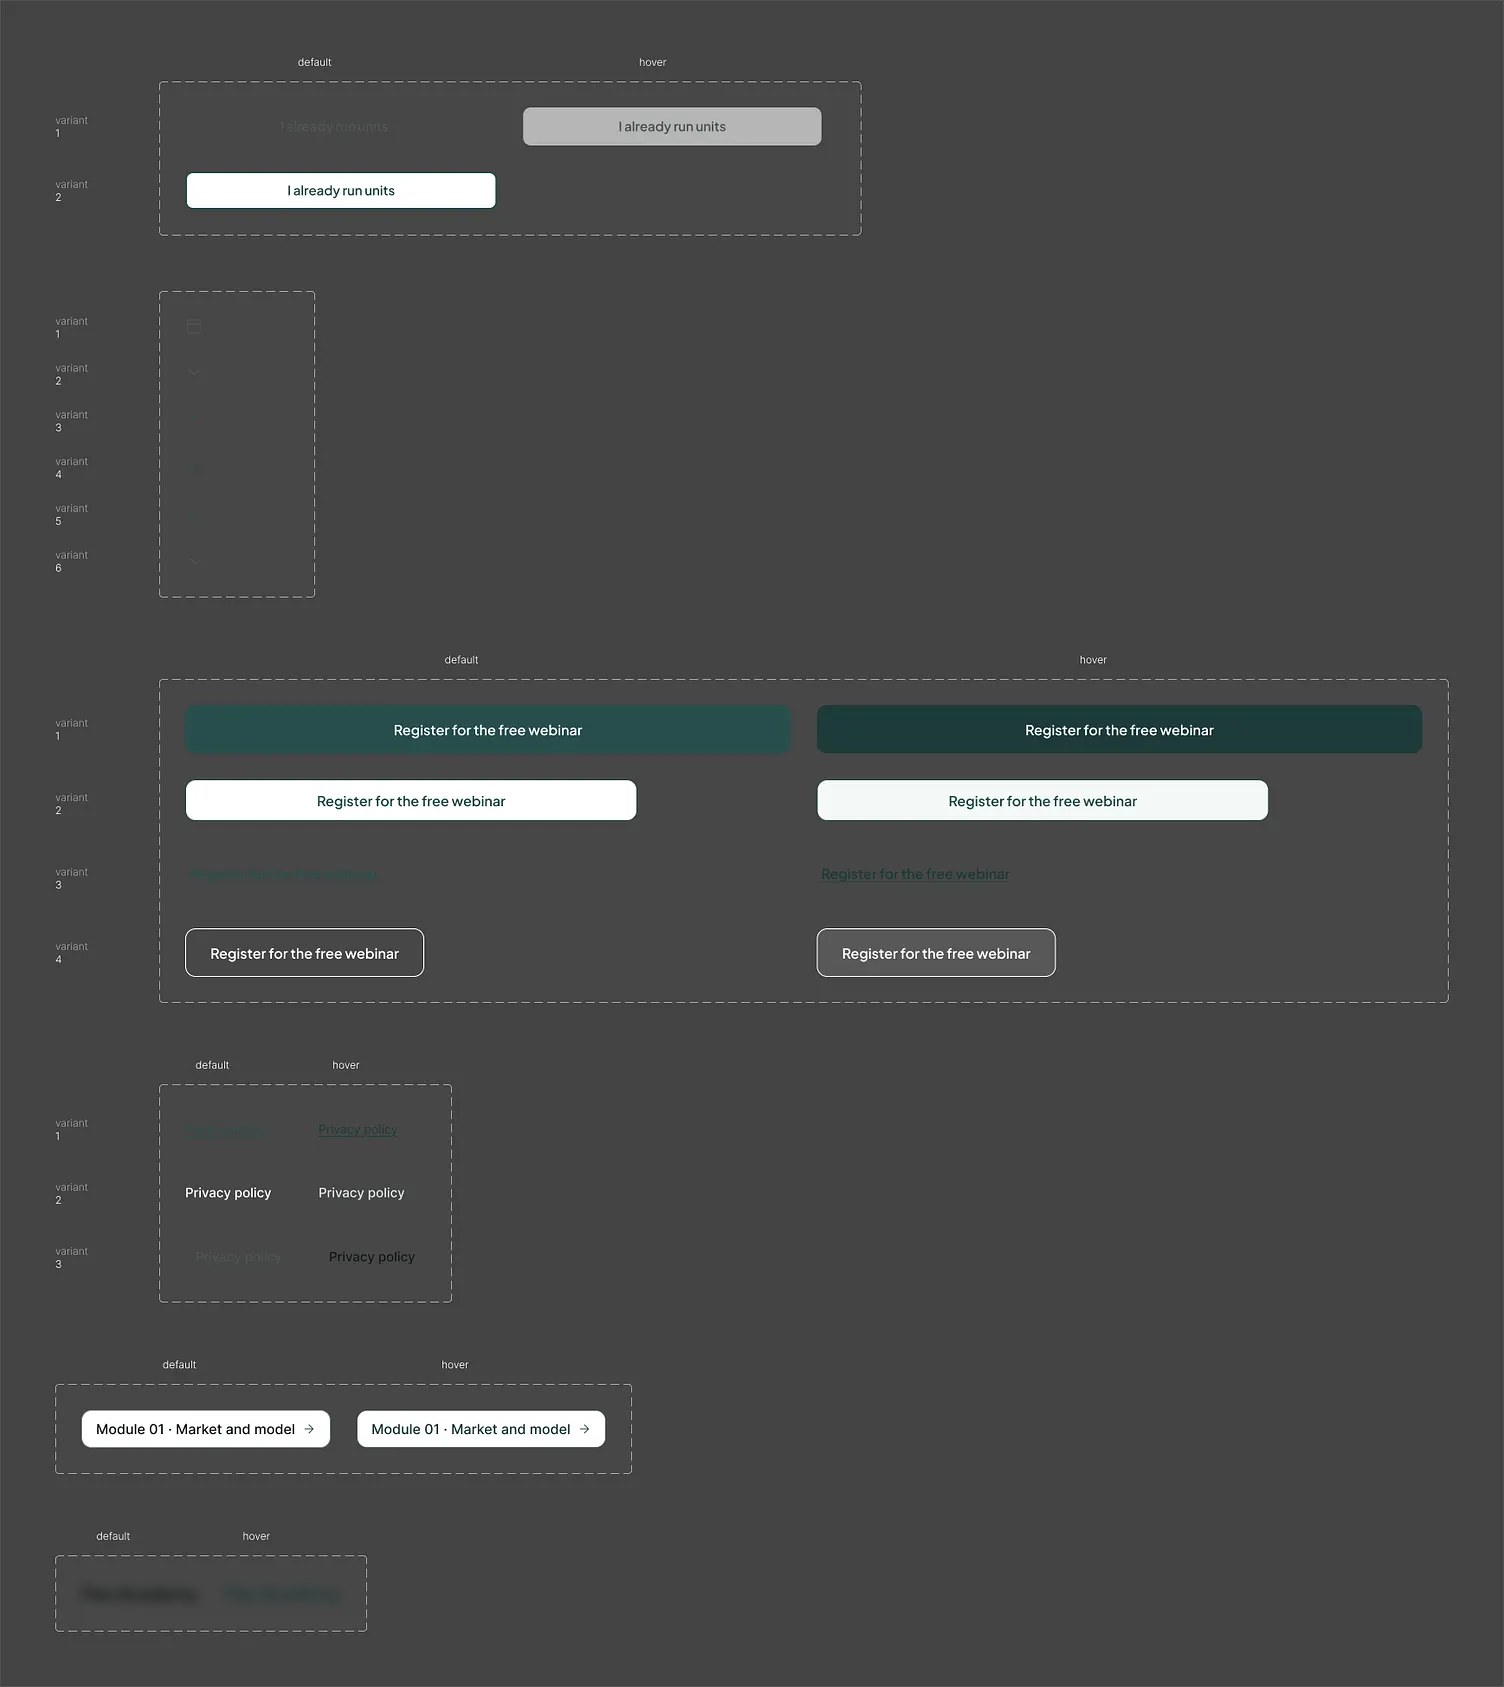 default
hover
variant
1
I already run units
I already run units
variant
2
I already run units
variant
1
variant
2
variant
3
variant
4
variant
5
variant
6
default
hover
variant
1
Register for the free webinar
Register for the free webinar
variant
2
Register for the free webinar
Register for the free webinar
variant
3
Register for the free webinar
variant
4
Register for the free webinar
Register for the free webinar
default
hover
variant
1
Privacy policy
variant
2
Privacy policy
Privacy policy
variant
3
Privacy policy
Privacy policy
default
hover
Module 01 · Market and model →
Module 01 · Market and model →
default
hover